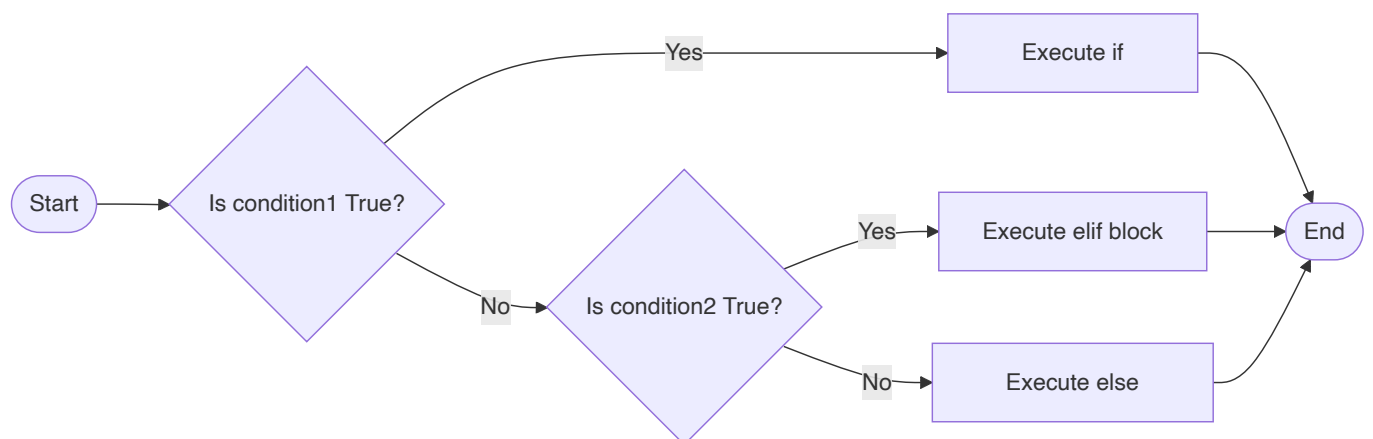 Start
Is condition1 True?
Yes
Execute if
No
Is condition2 True?
Yes
Execute elif block
No
Execute else
End